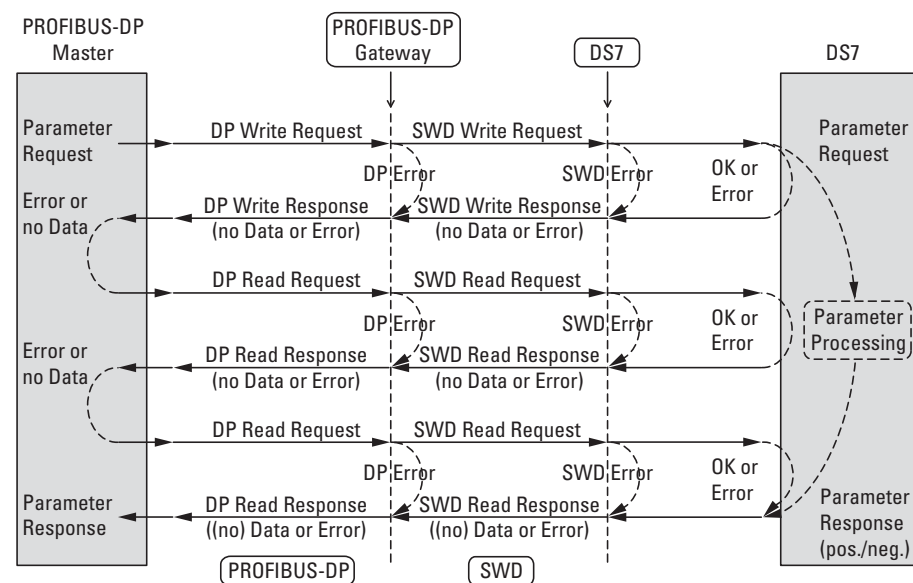 PROFIBUS-DP
Master
PROFIBUS-DP
Gateway
DS7
DS7
Parameter
Request
DP Write Request
SWD Write Request
Parameter
Request
DP Error
SWD Error
OK or
Error
Error or
no Data
DP Write Response
(no Data or Error)
SWD Write Response
(no Data or Error)
DP Read Request
SWD Read Request
DP Error
SWD Error
OK or
Error
Parameter
Processing
Error or
no Data
DP Read Response
(no Data or Error)
SWD Read Response
(no Data or Error)
DP Read Request
SWD Read Request
DP Error
SWD Error
OK or
Error
Parameter
Response
DP Read Response
((no) Data or Error)
SWD Read Response
((no) Data or Error)
Parameter
Response
(pos./neg.)
PROFIBUS-DP
SWD